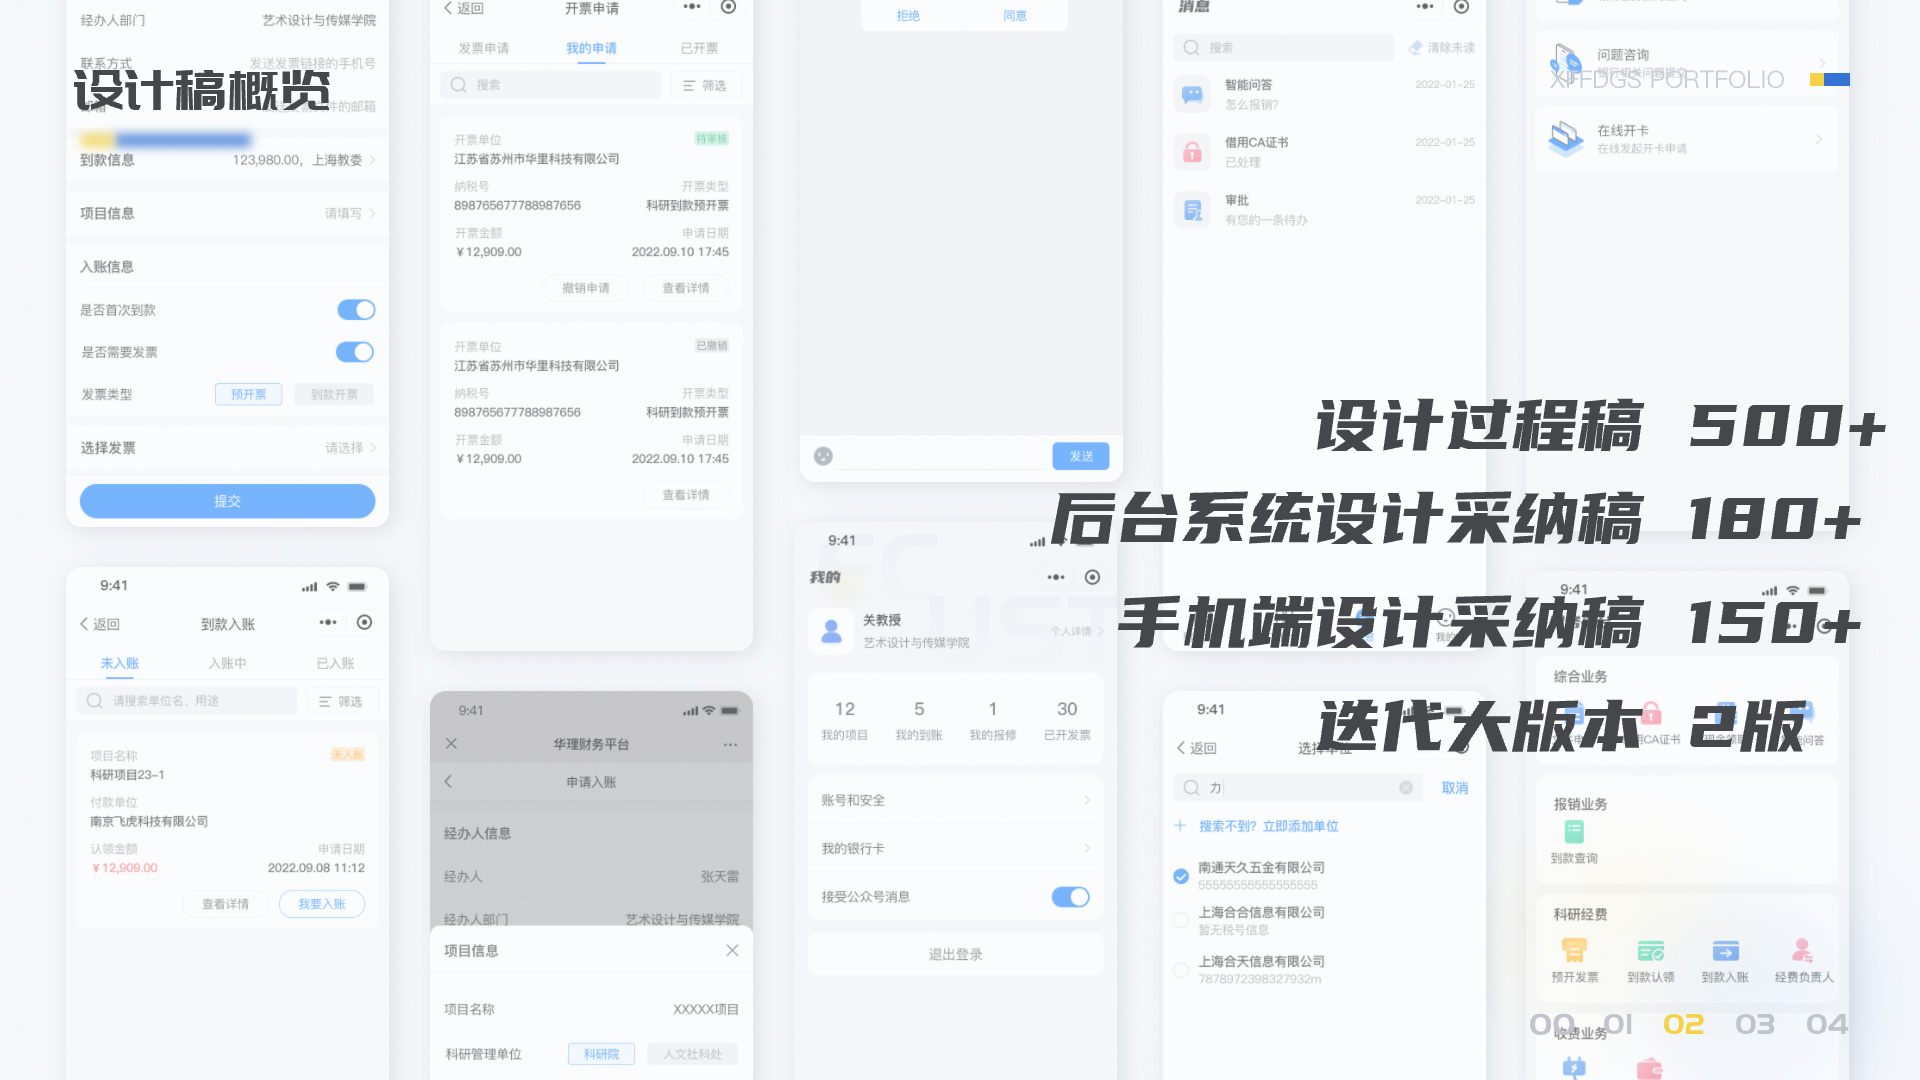 设计稿概览
XFFDGS PORTFOLIO
设计过程稿 500+
后台系统设计采纳稿 180+
手机端设计采纳稿 150+
迭代大版本 2版
00 01 02 03 04
经办人部门 艺术设计与传媒学院
联系方式 发送发票链接的手机号
到款信息 123,980.00，上海教委
项目信息 请填写
入账信息
是否首次到款
是否需要发票
发票类型 预开票 到款开票
选择发票 请选择
提交
9:41
返回 到款入账
未入账 入账中 已入账
请搜索单位名、用途 筛选
项目名称 未入账
科研项目23-1
付款单位
南京飞虎科技有限公司
认领金额 申请日期
￥12,909.00 2022.09.08 11:12
查看详情 我要入账
返回 开票申请
发票申请 我的申请 已开票
搜索 筛选
开票单位 待审核
江苏省苏州市华里科技有限公司
纳税号 开票类型
898765677788987656 科研到款预开票
开票金额 申请日期
￥12,909.00 2022.09.10 17:45
撤销申请 查看详情
开票单位 已撤销
江苏省苏州市华里科技有限公司
纳税号 开票类型
898765677788987656 科研到款预开票
开票金额 申请日期
￥12,909.00 2022.09.10 17:45
查看详情
9:41
华理财务平台
申请入账
经办人信息
经办人 张天雷
经办人部门 艺术设计与传媒学院
项目信息
项目名称 XXXXX项目
科研管理单位 科研院 人文社科处
拒绝 同意
发送
9:41
我的
关教授
艺术设计与传媒学院 个人详情
12 5 1 30
我的项目 我的到账 我的报修 已开发票
账号和安全
我的银行卡
接受公众号消息
退出登录
消息
搜索 清除未读
智能问答 2022-01-25
怎么报销?
借用CA证书 2022-01-25
已处理
审批 2022-01-25
有您的一条待办
我的
9:41
返回 选择单位
力 取消
搜索不到? 立即添加单位
南通天久五金有限公司
55555555555555555
上海合合信息有限公司
暂无税号信息
上海合天信息有限公司
7878972398327932m
问题咨询
在线开卡
在线发起开卡申请
9:41
综合业务
报销业务
到款查询
科研经费
预开发票 到款认领 到款入账 经费负责人
收费业务